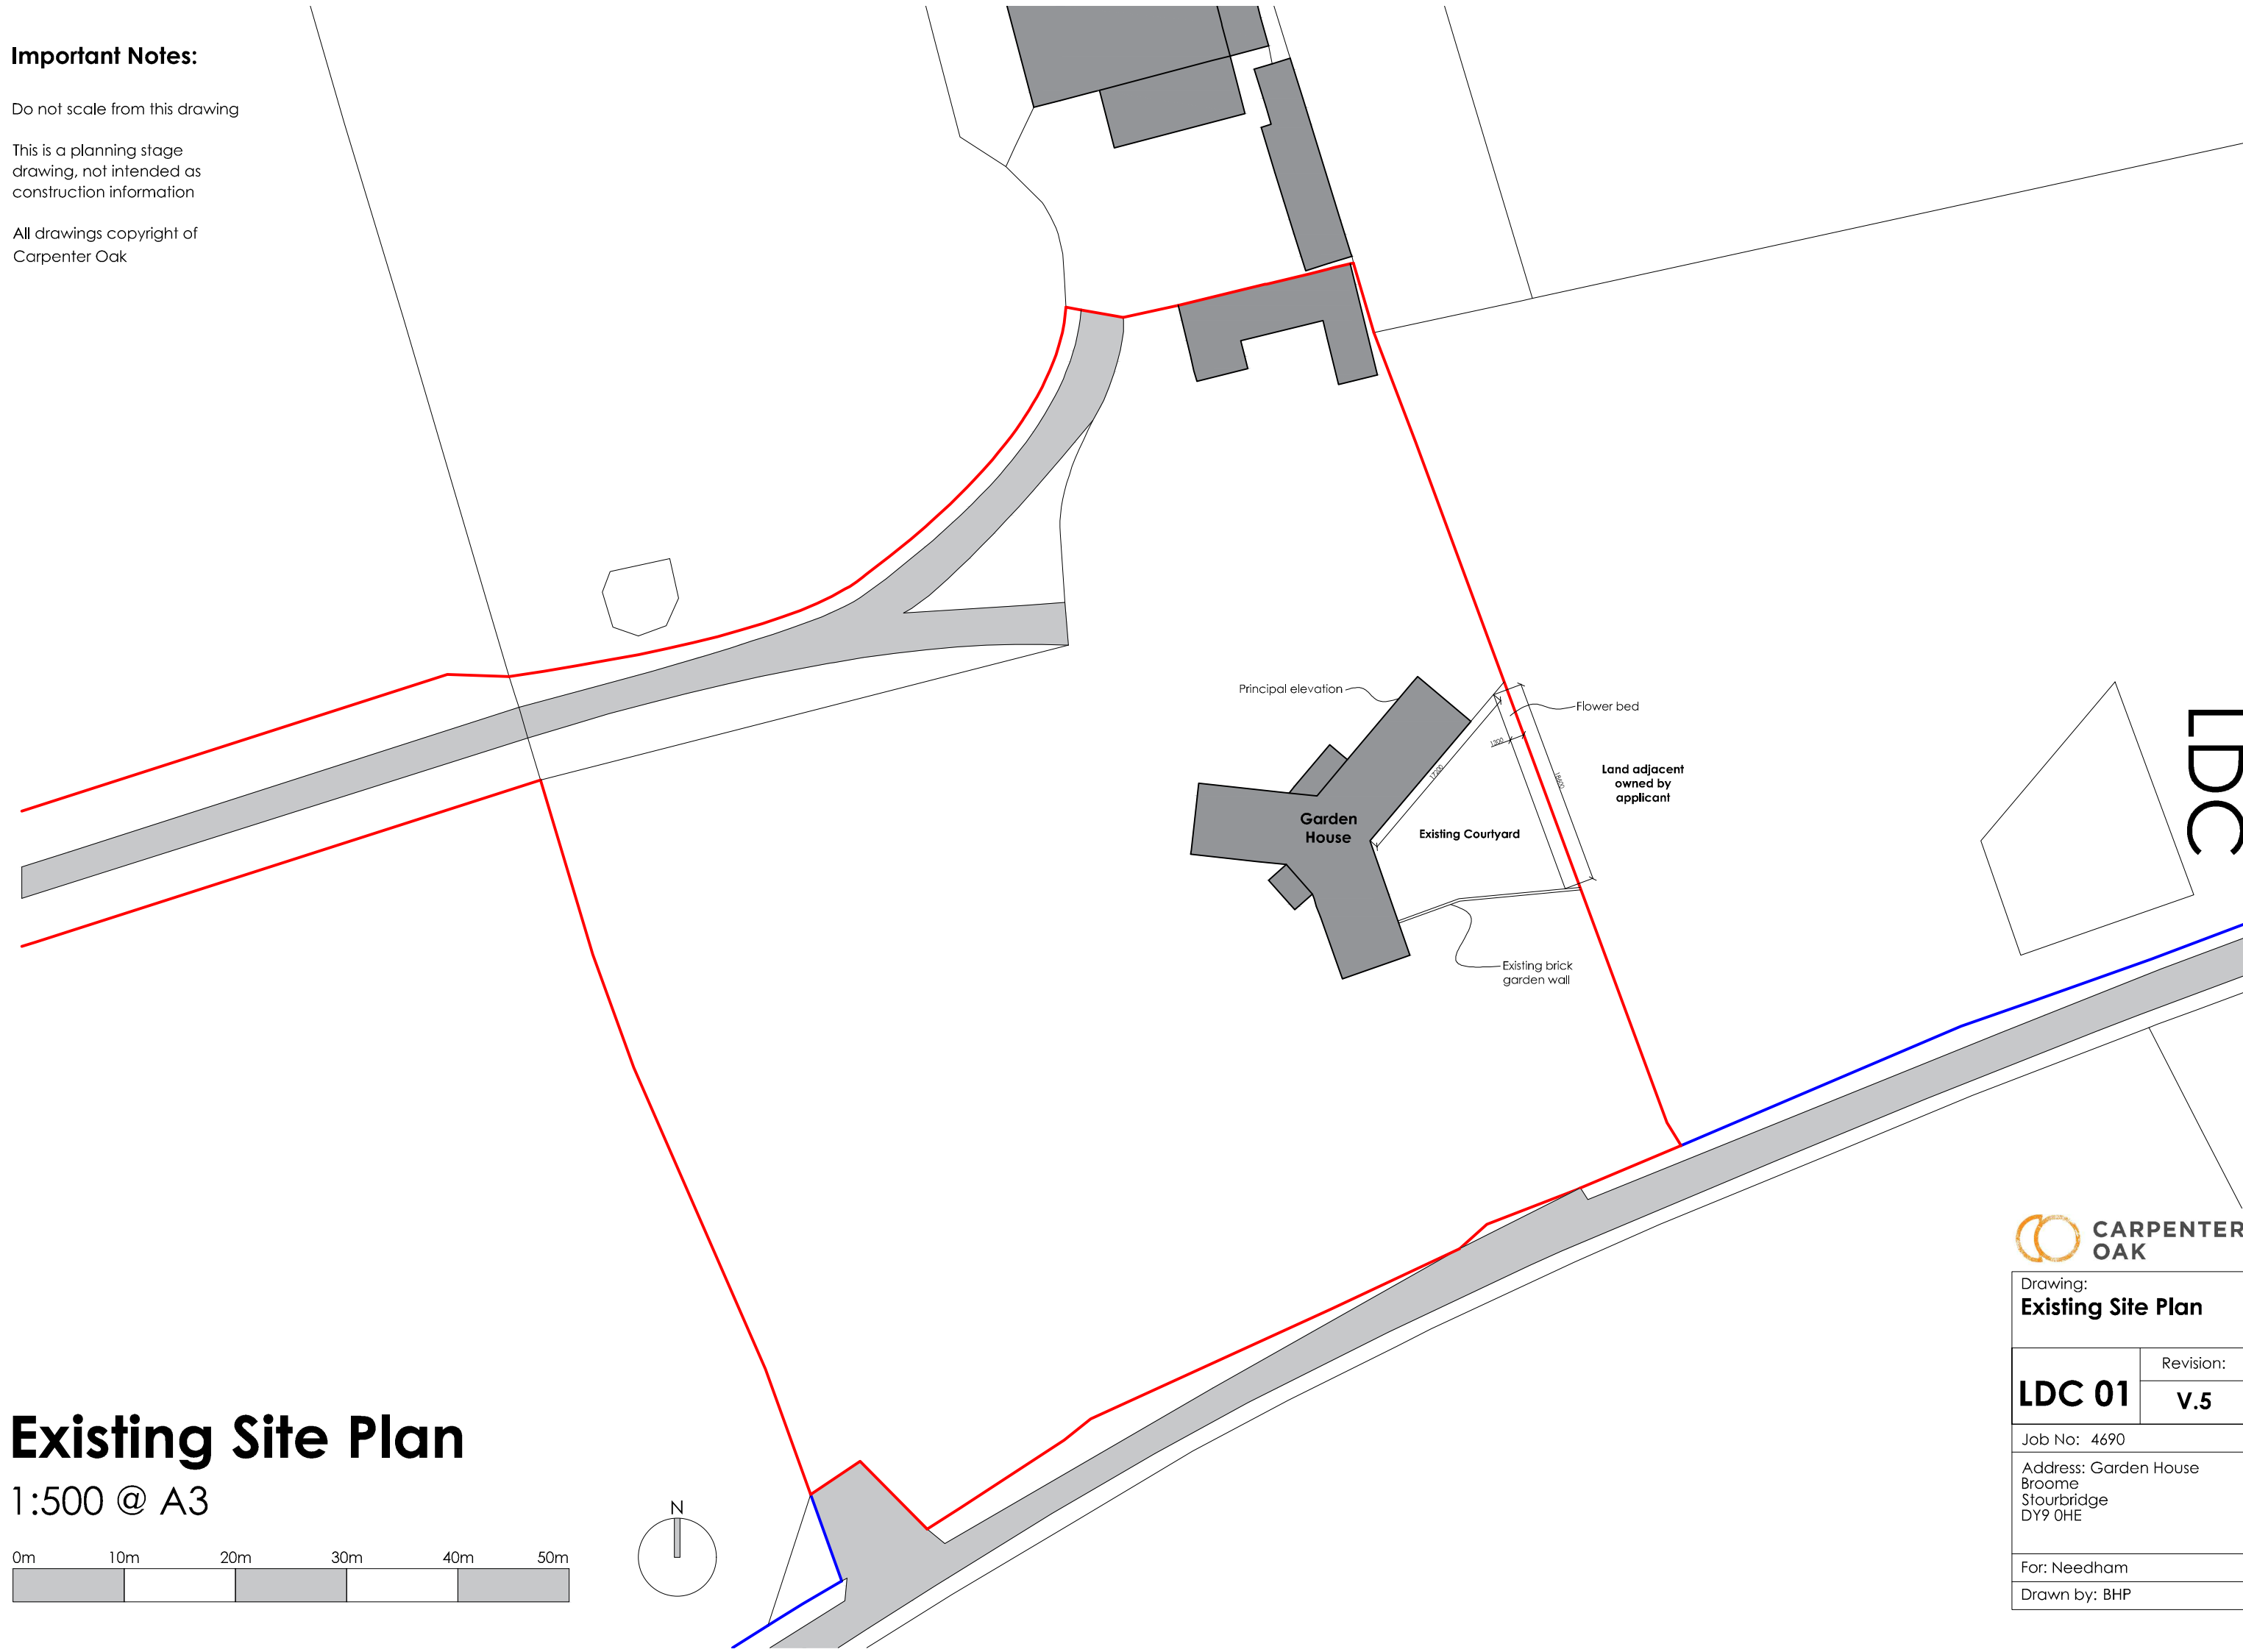 Important Notes:
Do not scale from this drawing
This is a planning stage
drawing, not intended as
construction information
All drawings copyright of
Carpenter Oak
Principal elevation
Flower bed
1200
17200
18600
Land adjacent
owned by
applicant
Garden
House
Existing Courtyard
Existing brick
garden wall
LDC
CARPENTER
OAK
Drawing:
Existing Site Plan
LDC 01
Revision:
V.5
Job No: 4690
Address: Garden House
Broome
Stourbridge
DY9 0HE
For: Needham
Drawn by: BHP
Existing Site Plan
1:500 @ A3
0m 10m 20m 30m 40m 50m
N